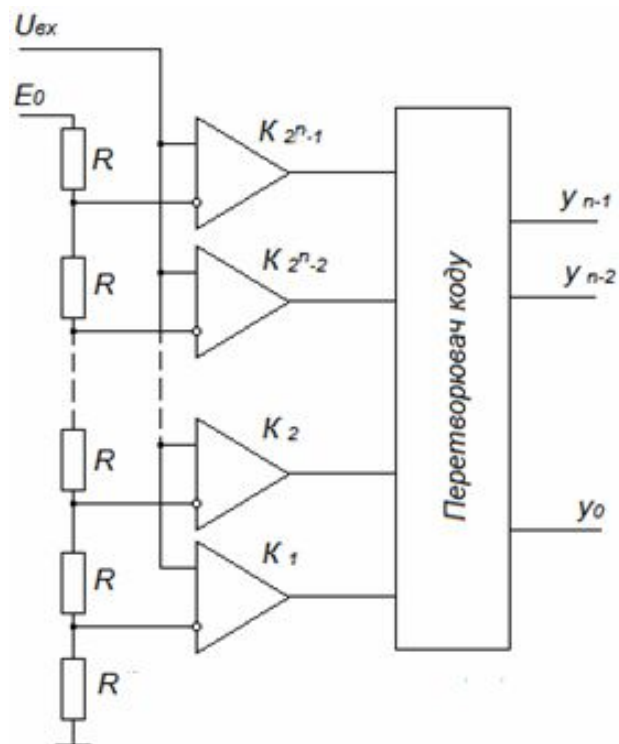 Uвх
E0
R
K 2ⁿ-1
y n-1
R
K 2ⁿ-2
y n-2
Перетворювач коду
R
K 2
y0
R
K 1
R